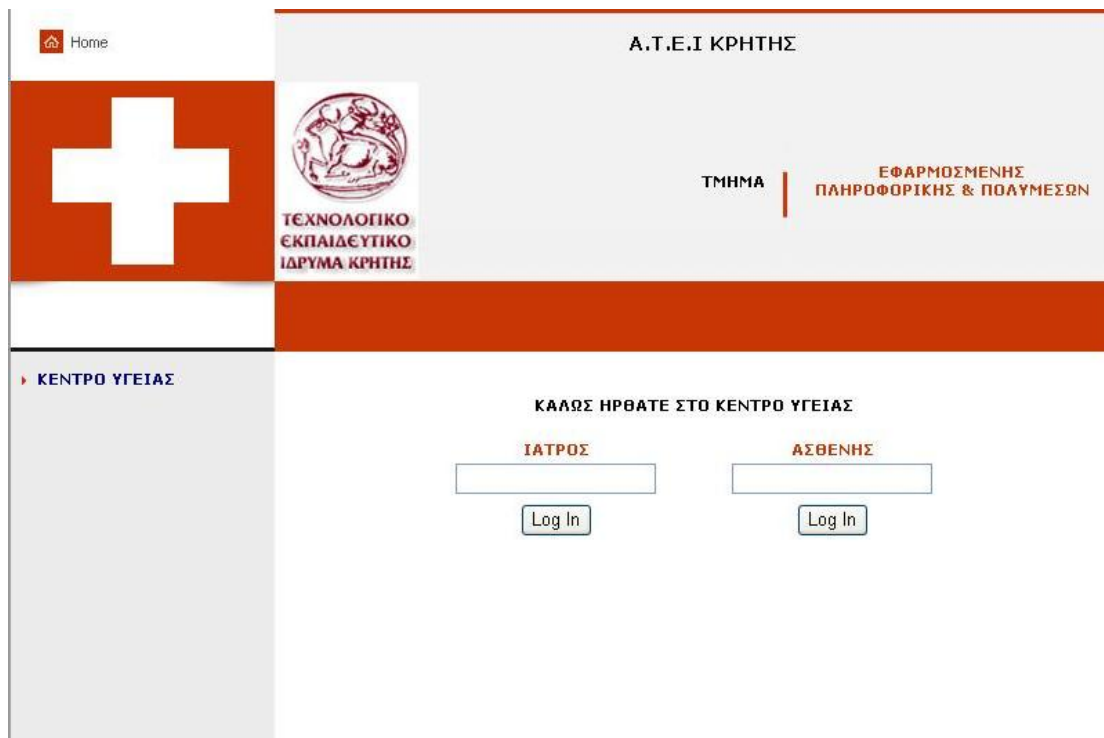 Home
Α.Τ.Ε.Ι ΚΡΗΤΗΣ
ΤΕΧΝΟΛΟΓΙΚΟ
ΕΚΠΑΙΔΕΥΤΙΚΟ
ΙΔΡΥΜΑ ΚΡΗΤΗΣ
ΤΜΗΜΑ
ΕΦΑΡΜΟΣΜΕΝΗΣ
ΠΛΗΡΟΦΟΡΙΚΗΣ & ΠΟΛΥΜΕΣΩΝ
ΚΕΝΤΡΟ ΥΓΕΙΑΣ
ΚΑΛΩΣ ΗΡΘΑΤΕ ΣΤΟ ΚΕΝΤΡΟ ΥΓΕΙΑΣ
ΙΑΤΡΟΣ
ΑΣΘΕΝΗΣ
Log In
Log In